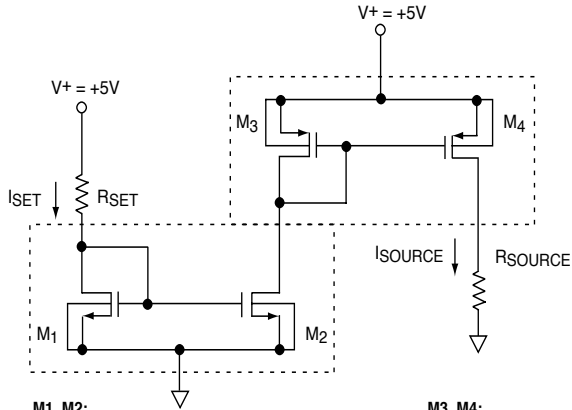 V+ = +5V
V+ = +5V
M3
M4
ISET
RSET
ISOURCE
RSOURCE
M1
M2
M1, M2:
M3, M4: